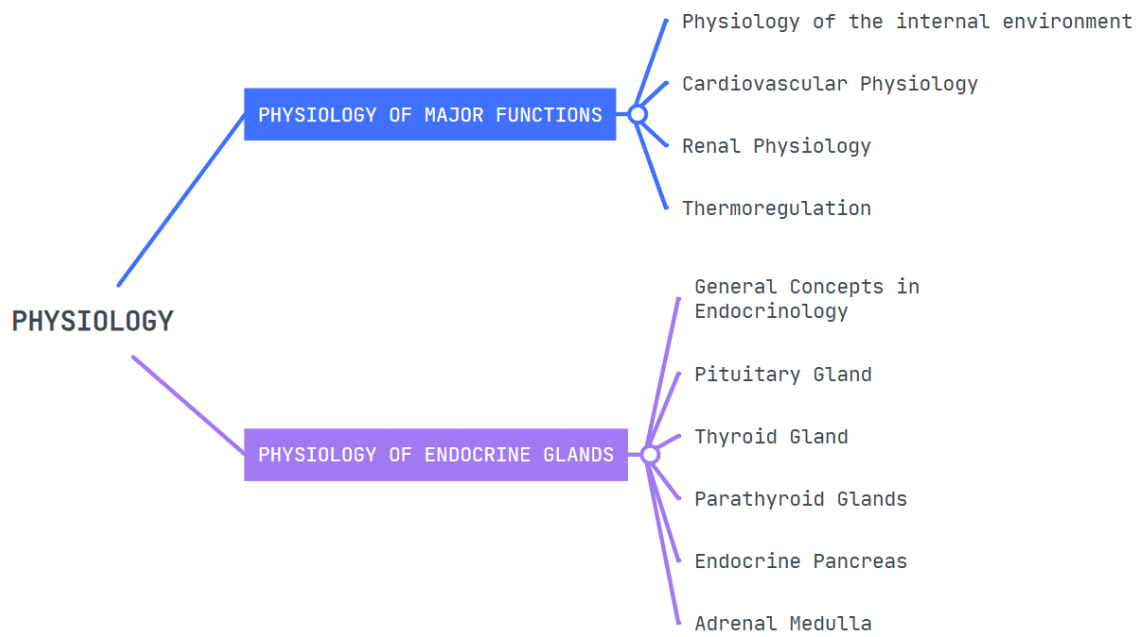 Physiology of the internal environment
Cardiovascular Physiology
PHYSIOLOGY OF MAJOR FUNCTIONS
Renal Physiology
Thermoregulation
General Concepts in
Endocrinology
PHYSIOLOGY
Pituitary Gland
Thyroid Gland
PHYSIOLOGY OF ENDOCRINE GLANDS
Parathyroid Glands
Endocrine Pancreas
Adrenal Medulla